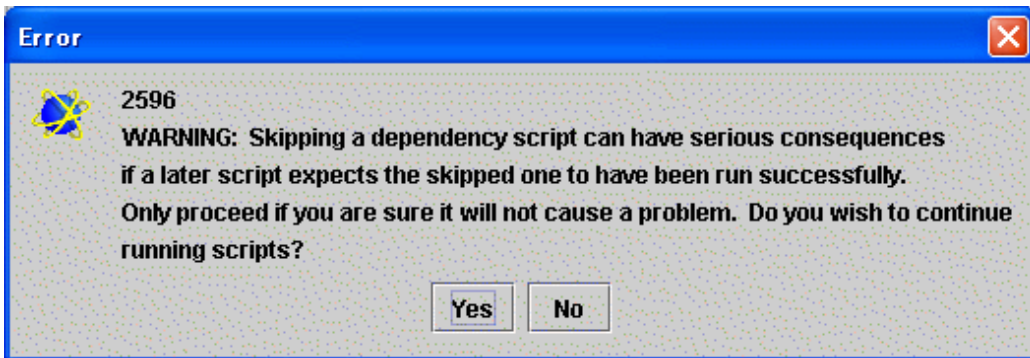 Error
2596
WARNING: Skipping a dependency script can have serious consequences
if a later script expects the skipped one to have been run successfully.
Only proceed if you are sure it will not cause a problem. Do you wish to continue
running scripts?
Yes No